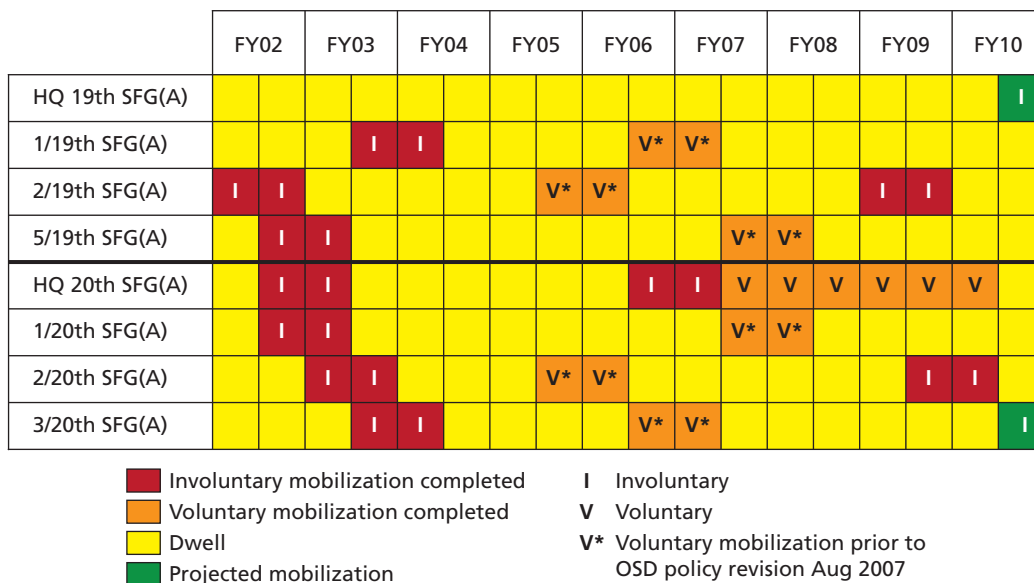 FY02 FY03 FY04 FY05 FY06 FY07 FY08 FY09 FY10
HQ 19th SFG(A) I
1/19th SFG(A) I I V* V*
2/19th SFG(A) I I V* V* I I
5/19th SFG(A) I I V* V*
HQ 20th SFG(A) I I I I V V V V V V
1/20th SFG(A) I I V* V*
2/20th SFG(A) I I V* V* I I
3/20th SFG(A) I I V* V* I
Involuntary mobilization completed I Involuntary
Voluntary mobilization completed V Voluntary
Dwell V* Voluntary mobilization prior to
Projected mobilization OSD policy revision Aug 2007